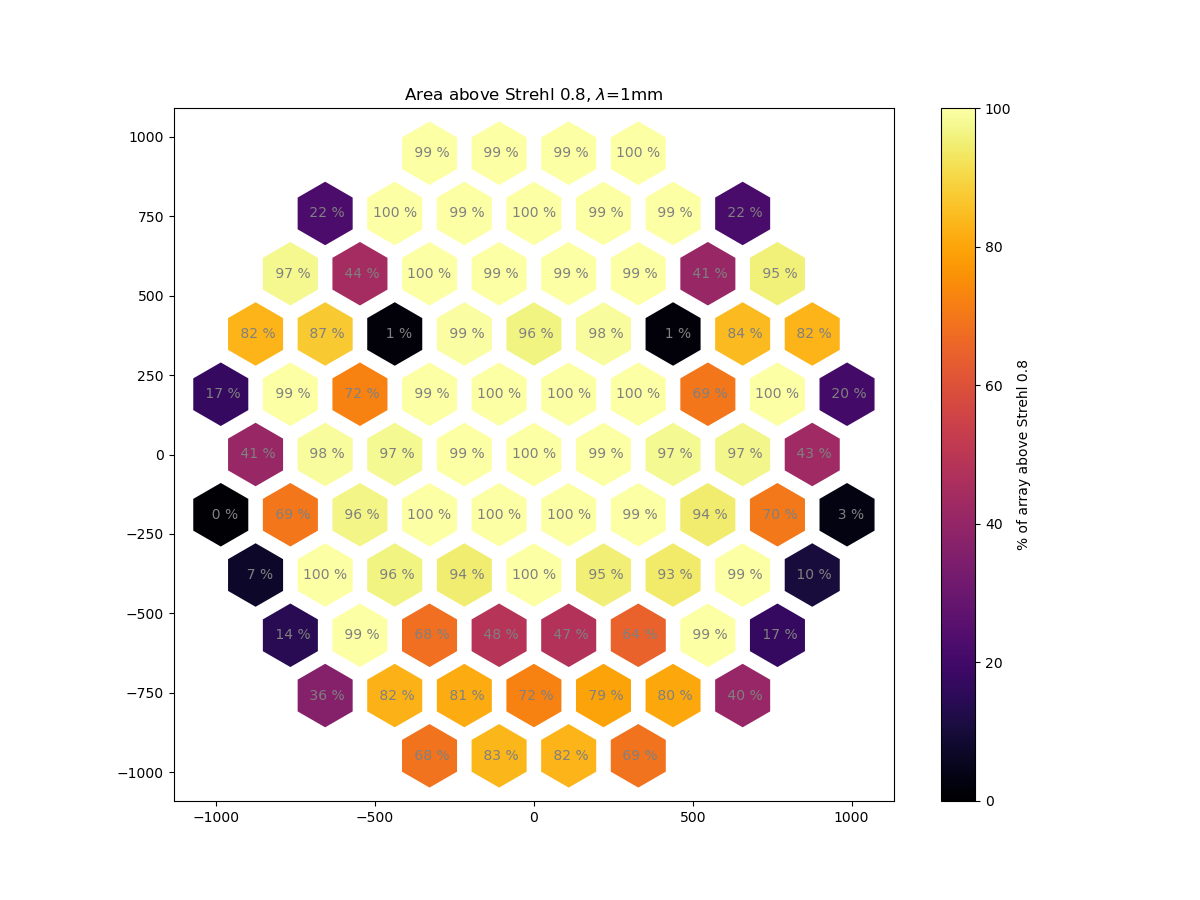 Area above Strehl 0.8, λ=1mm
1000
750
500
250
0
−250
−500
−750
−1000
99 % 99 % 99 % 100 %
22 % 100 % 99 % 100 % 99 % 99 % 22 %
97 % 44 % 100 % 99 % 99 % 99 % 41 % 95 %
82 % 87 % 1 % 99 % 96 % 98 % 1 % 84 % 82 %
17 % 99 % 72 % 99 % 100 % 100 % 100 % 69 % 100 % 20 %
41 % 98 % 97 % 99 % 100 % 99 % 97 % 97 % 43 %
0 % 69 % 96 % 100 % 100 % 100 % 99 % 94 % 70 % 3 %
7 % 100 % 96 % 94 % 100 % 95 % 93 % 99 % 10 %
14 % 99 % 68 % 48 % 47 % 64 % 99 % 17 %
36 % 82 % 81 % 72 % 79 % 80 % 40 %
68 % 83 % 82 % 69 %
−1000 −500 0 500 1000
100
80
60
40
20
0
% of array above Strehl 0.8